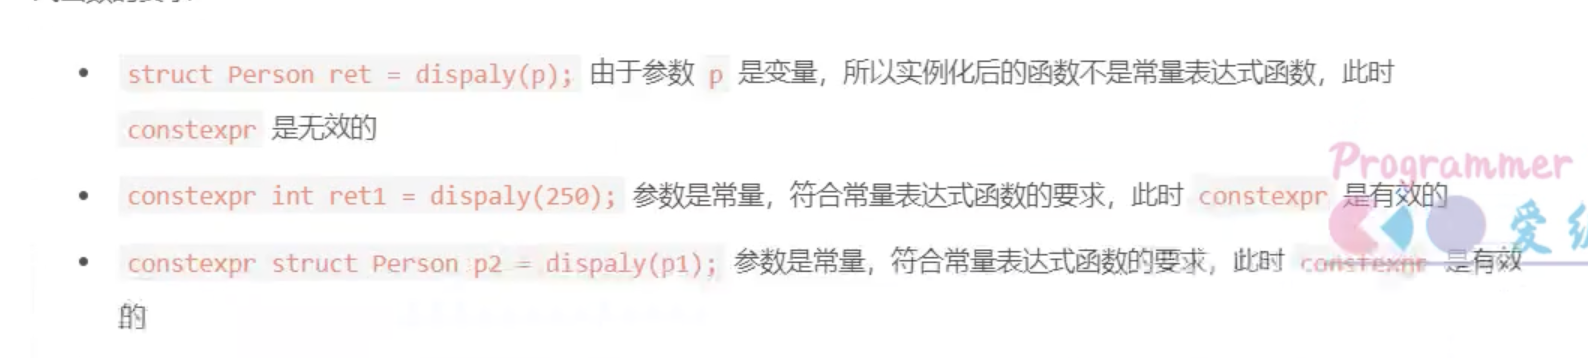 struct Person ret = dispaly(p); 由于参数 p 是变量，所以实例化后的函数不是常量表达式函数，此时
constexpr 是无效的
constexpr int ret1 = dispaly(250); 参数是常量，符合常量表达式函数的要求，此时 constexpr 是有效的
constexpr struct Person p2 = dispaly(p1); 参数是常量，符合常量表达式函数的要求，此时 constexpr 是有效
的
Programmer
爱